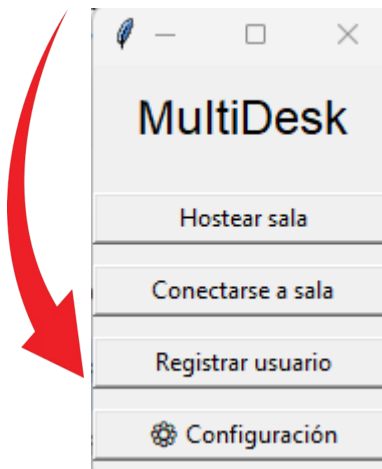 MultiDesk
Hostear sala
Conectarse a sala
Registrar usuario
Configuración